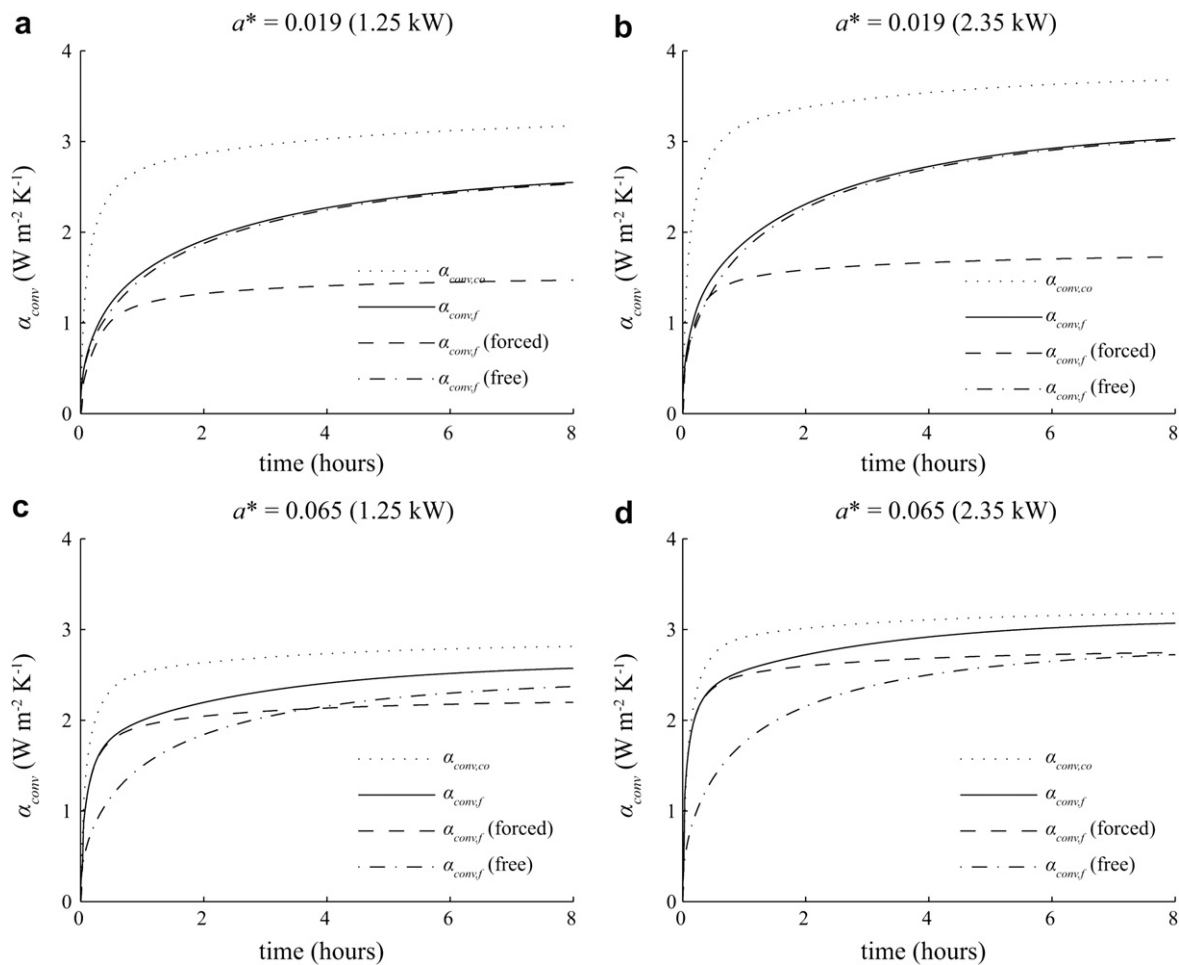 a
a* = 0.019 (1.25 kW)
4
3
2
1
0
α_conv (W m⁻² K⁻¹)
α_conv,co
α_conv,f
α_conv,f (forced)
α_conv,f (free)
0 2 4 6 8
time (hours)
b
a* = 0.019 (2.35 kW)
4
3
2
1
0
α_conv (W m⁻² K⁻¹)
α_conv,co
α_conv,f
α_conv,f (forced)
α_conv,f (free)
0 2 4 6 8
time (hours)
c
a* = 0.065 (1.25 kW)
4
3
2
1
0
α_conv (W m⁻² K⁻¹)
α_conv,co
α_conv,f
α_conv,f (forced)
α_conv,f (free)
0 2 4 6 8
time (hours)
d
a* = 0.065 (2.35 kW)
4
3
2
1
0
α_conv (W m⁻² K⁻¹)
α_conv,co
α_conv,f
α_conv,f (forced)
α_conv,f (free)
0 2 4 6 8
time (hours)